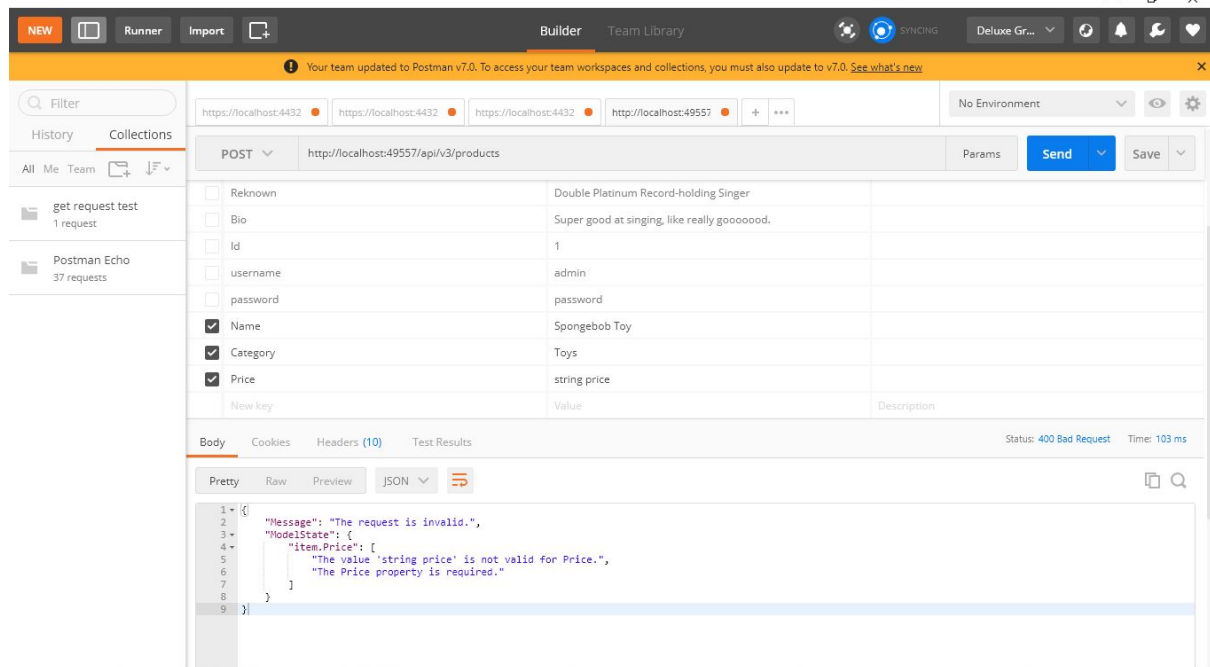 NEW Runner Import Builder Team Library SYNCING Deluxe Gr...
Your team updated to Postman v7.0. To access your team workspaces and collections, you must also update to v7.0. See what's new
Filter
History Collections
All Me Team
get request test
1 request
Postman Echo
37 requests
https://localhost:4432 https://localhost:4432 https://localhost:4432 http://localhost:49557 + ••• No Environment
POST http://localhost:49557/api/v3/products Params Send Save
Reknown Double Platinum Record-holding Singer
Bio Super good at singing, like really gooooood.
Id 1
username admin
password password
Name Spongebob Toy
Category Toys
Price string price
New key Value Description
Body Cookies Headers (10) Test Results Status: 400 Bad Request Time: 103 ms
Pretty Raw Preview JSON
1 {
2 "Message": "The request is invalid.",
3 "ModelState": {
4 "item.Price": [
5 "The value 'string price' is not valid for Price.",
6 "The Price property is required."
7 ]
8 }
9 }